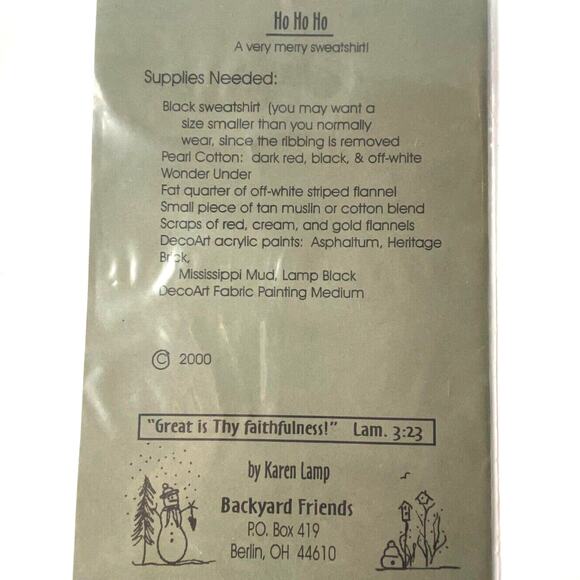 Ho Ho Ho
A very merry sweatshirt!
Supplies Needed:
Black sweatshirt (you may want a
size smaller than you normally
wear, since the ribbing is removed
Pearl Cotton: dark red, black, & off-white
Wonder Under
Fat quarter of off-white striped flannel
Small piece of tan muslin or cotton blend
Scraps of red, cream, and gold flannels
DecoArt acrylic paints: Asphaltum, Heritage
Brick,
Mississippi Mud, Lamp Black
DecoArt Fabric Painting Medium
© 2000
"Great is Thy faithfulness!" Lam. 3:23
by Karen Lamp
Backyard Friends
P.O. Box 419
Berlin, OH 44610